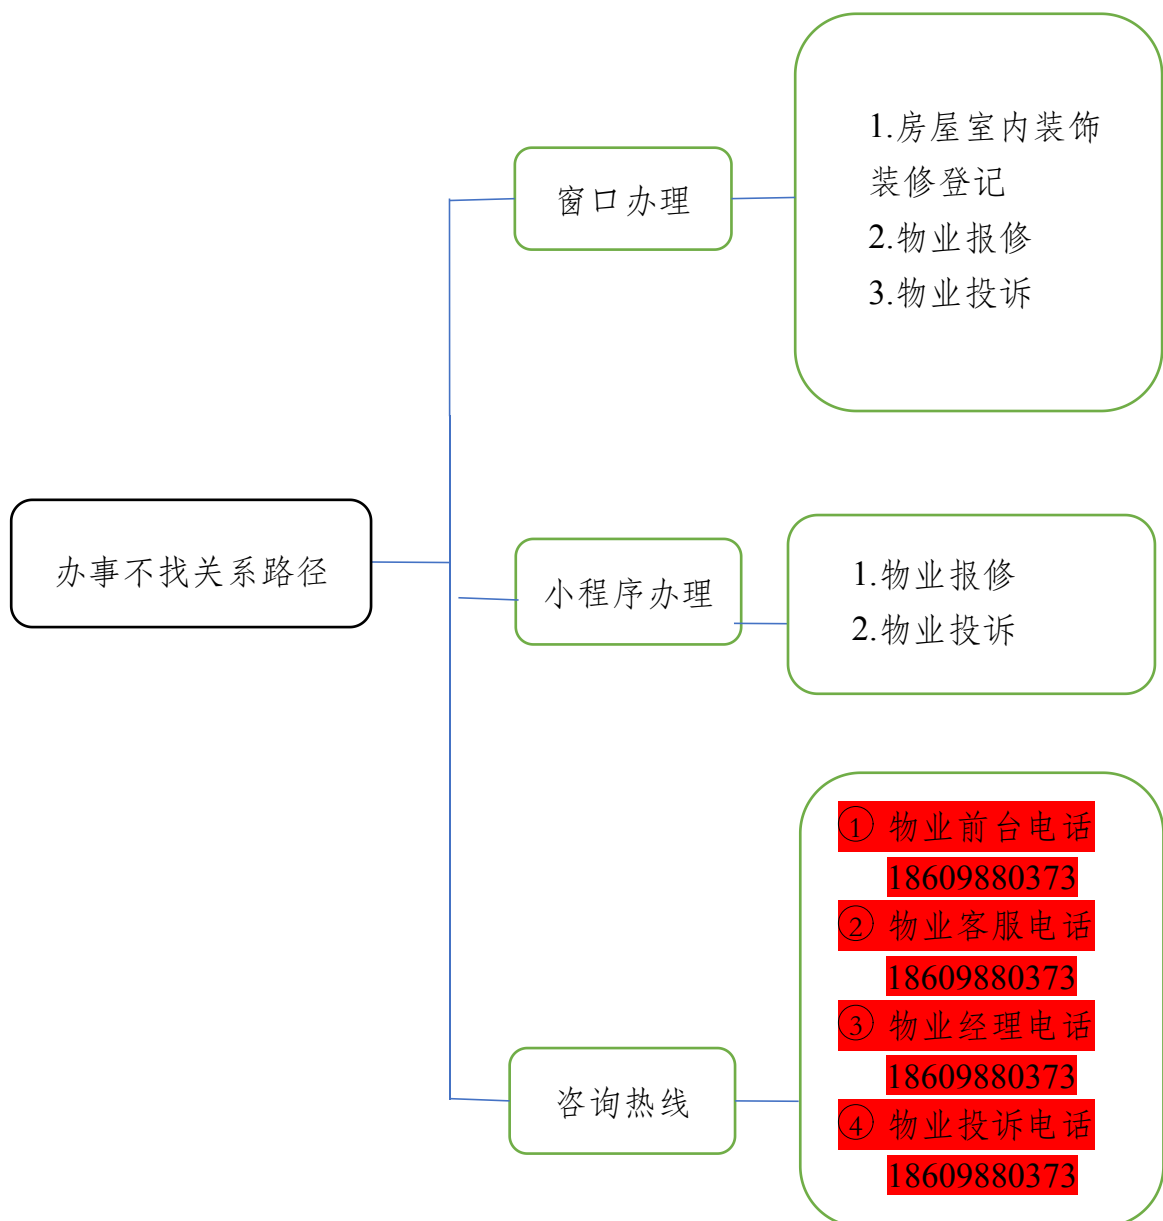 办事不找关系路径
窗口办理
1.房屋室内装饰
装修登记
2.物业报修
3.物业投诉
小程序办理
1.物业报修
2.物业投诉
咨询热线
① 物业前台电话
18609880373
② 物业客服电话
18609880373
③ 物业经理电话
18609880373
④ 物业投诉电话
18609880373